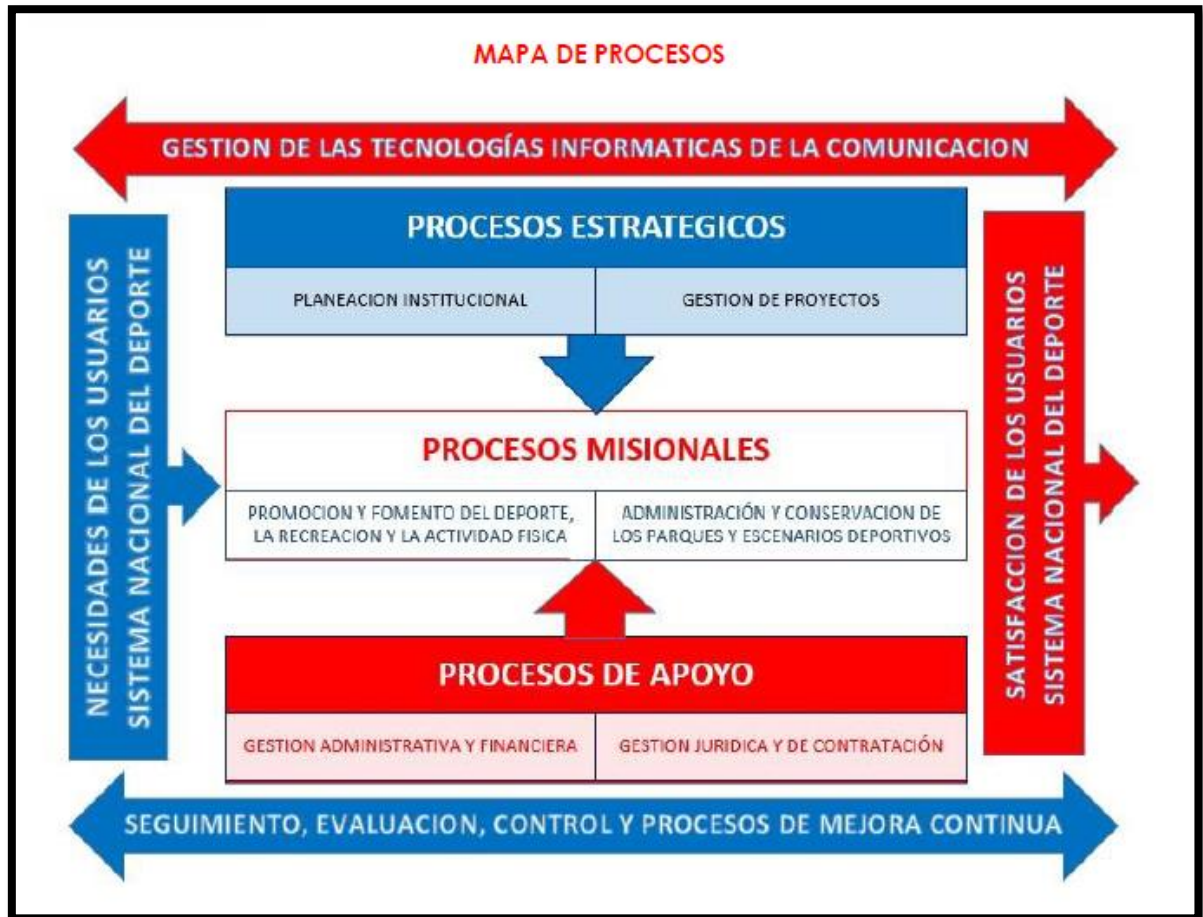 MAPA DE PROCESOS
GESTION DE LAS TECNOLOGÍAS INFORMATICAS DE LA COMUNICACION
NECESIDADES DE LOS USUARIOS
SISTEMA NACIONAL DEL DEPORTE
PROCESOS ESTRATEGICOS
PLANEACION INSTITUCIONAL
GESTION DE PROYECTOS
PROCESOS MISIONALES
PROMOCION Y FOMENTO DEL DEPORTE,
LA RECREACION Y LA ACTIVIDAD FISICA
ADMINISTRACIÓN Y CONSERVACION DE
LOS PARQUES Y ESCENARIOS DEPORTIVOS
PROCESOS DE APOYO
GESTION ADMINISTRATIVA Y FINANCIERA
GESTION JURIDICA Y DE CONTRATACIÓN
SATISFACCION DE LOS USUARIOS
SISTEMA NACIONAL DEL DEPORTE
SEGUIMIENTO, EVALUACION, CONTROL Y PROCESOS DE MEJORA CONTINUA